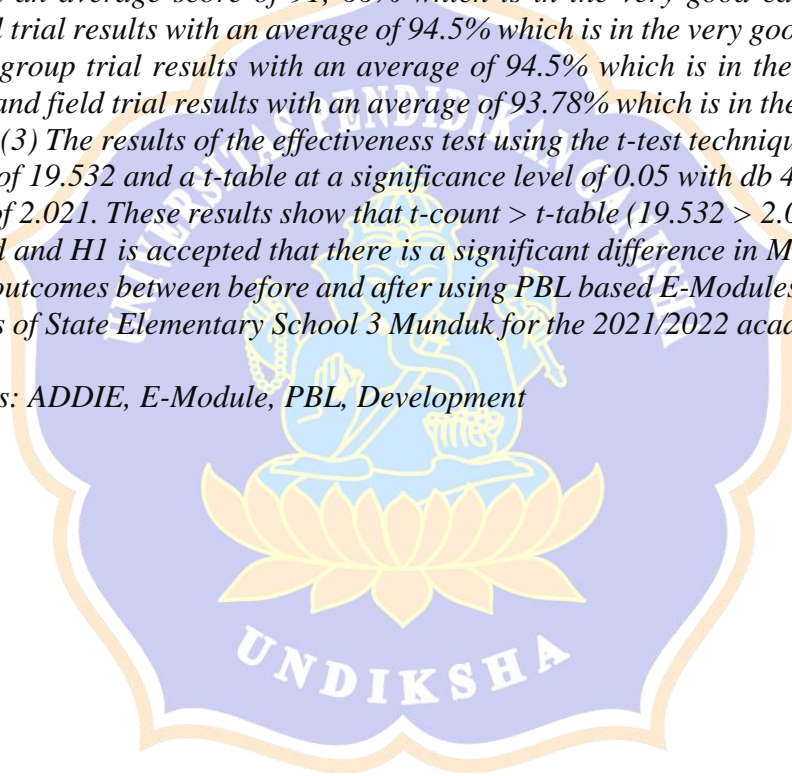 an average score of 91, which is in the very good
trial results with an average of 94.5% which is in the very goo
group trial results with an average of 94.5% which is in the
and field trial results with an average of 93.78% which is in the
(3) The results of the effectiveness test using the t-test techniqu
of 19.532 and a t-table at a significance level of 0.05 with db 4
of 2.021. These results show that t-count > t-table (19.532 > 2.0
d and H1 is accepted that there is a significant difference in M
outcomes between before and after using PBL based E-Modules
s of State Elementary School 3 Munduk for the 2021/2022 aca
s: ADDIE, E-Module, PBL, Development
UNIVERSITAS PENDIDIKAN GANESHA
UNDIKSHA